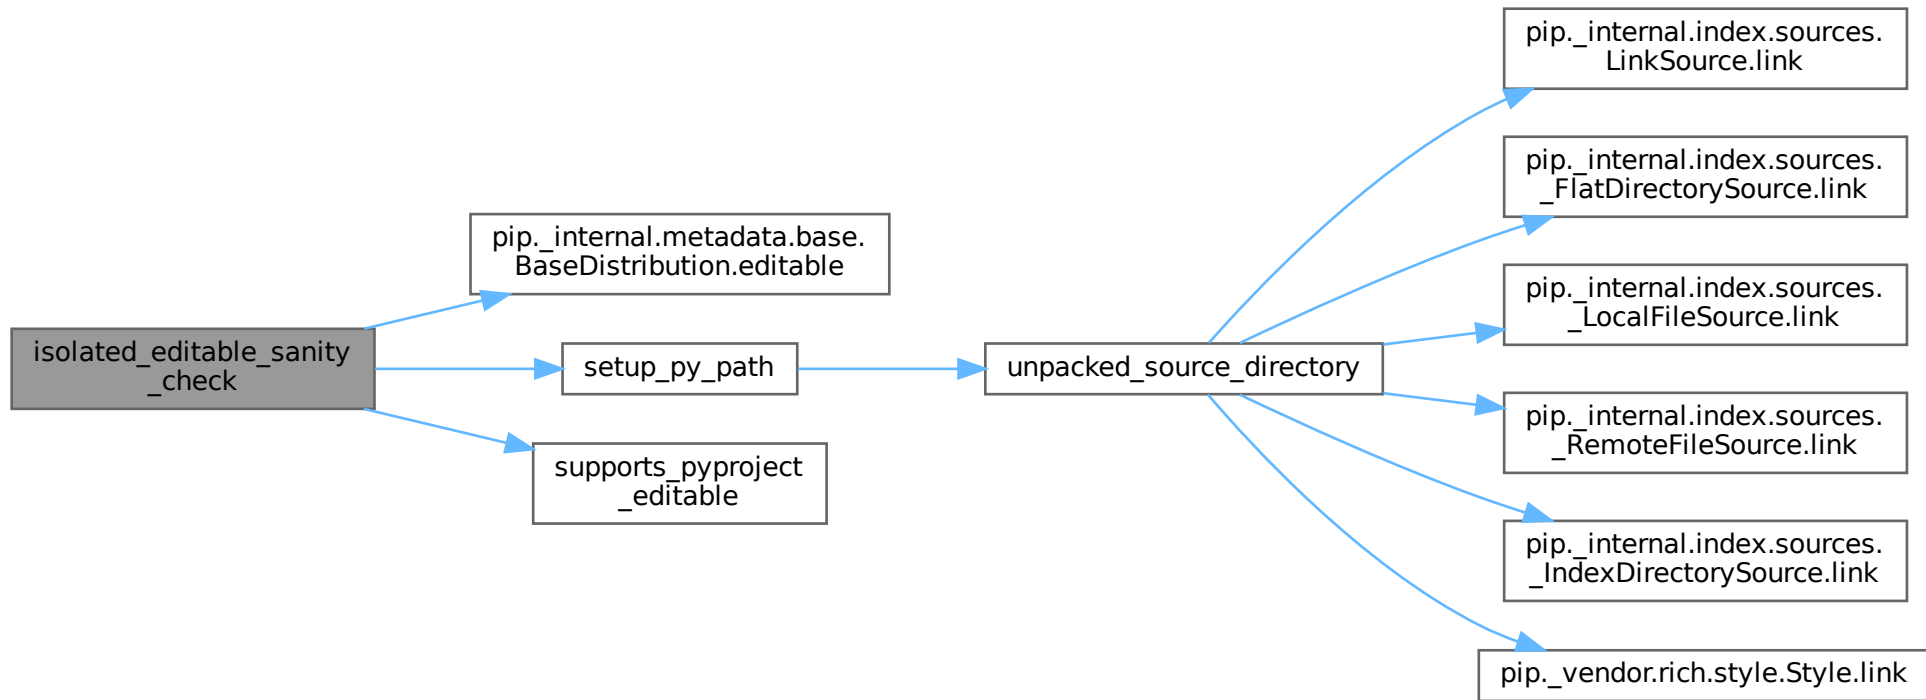 isolated_editable_sanity
_check
pip._internal.metadata.base.
BaseDistribution.editable
setup_py_path
supports_pyproject
_editable
unpacked_source_directory
pip._internal.index.sources.
LinkSource.link
pip._internal.index.sources.
_FlatDirectorySource.link
pip._internal.index.sources.
_LocalFileSource.link
pip._internal.index.sources.
_RemoteFileSource.link
pip._internal.index.sources.
_IndexDirectorySource.link
pip._vendor.rich.style.Style.link